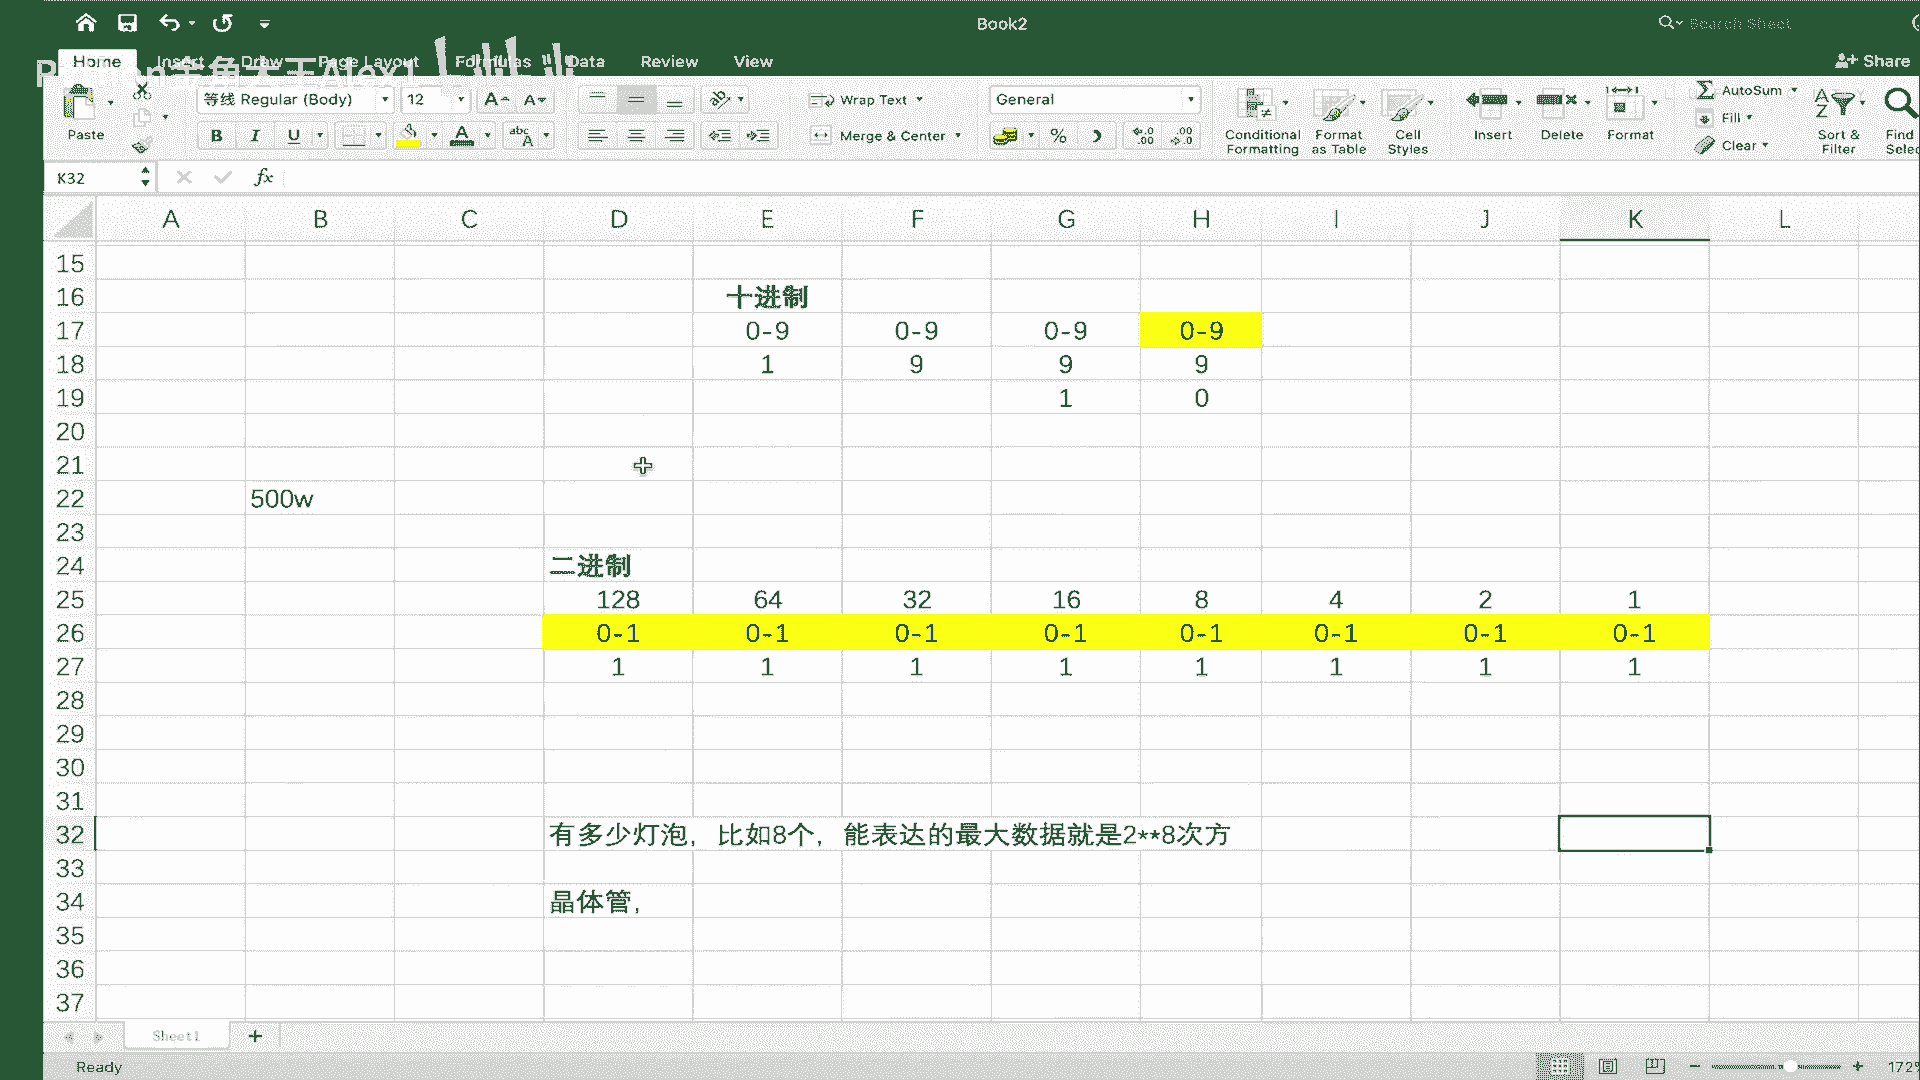 Book2
Search Sheet
Home Insert Draw Page Layout Formulas Data Review View
Share
Paste
等线 Regular (Body) 12
Wrap Text
Merge & Center
General
Conditional Formatting
Format as Table
Cell Styles
Insert
Delete
Format
AutoSum
Fill
Clear
Sort & Filter
Find
K32
fx
A B C D E F G H I J K L
15
16 十进制
17 0-9 0-9 0-9 0-9
18 1 9 9 9
19 1 0
20
21
22 500w
23
24 二进制
25 128 64 32 16 8 4 2 1
26 0-1 0-1 0-1 0-1 0-1 0-1 0-1 0-1
27 1 1 1 1 1 1 1 1
28
29
30
31
32 有多少灯泡，比如8个，能表达的最大数据就是2**8次方
33
34 晶体管，
35
36
37
Sheet1
Ready
172%